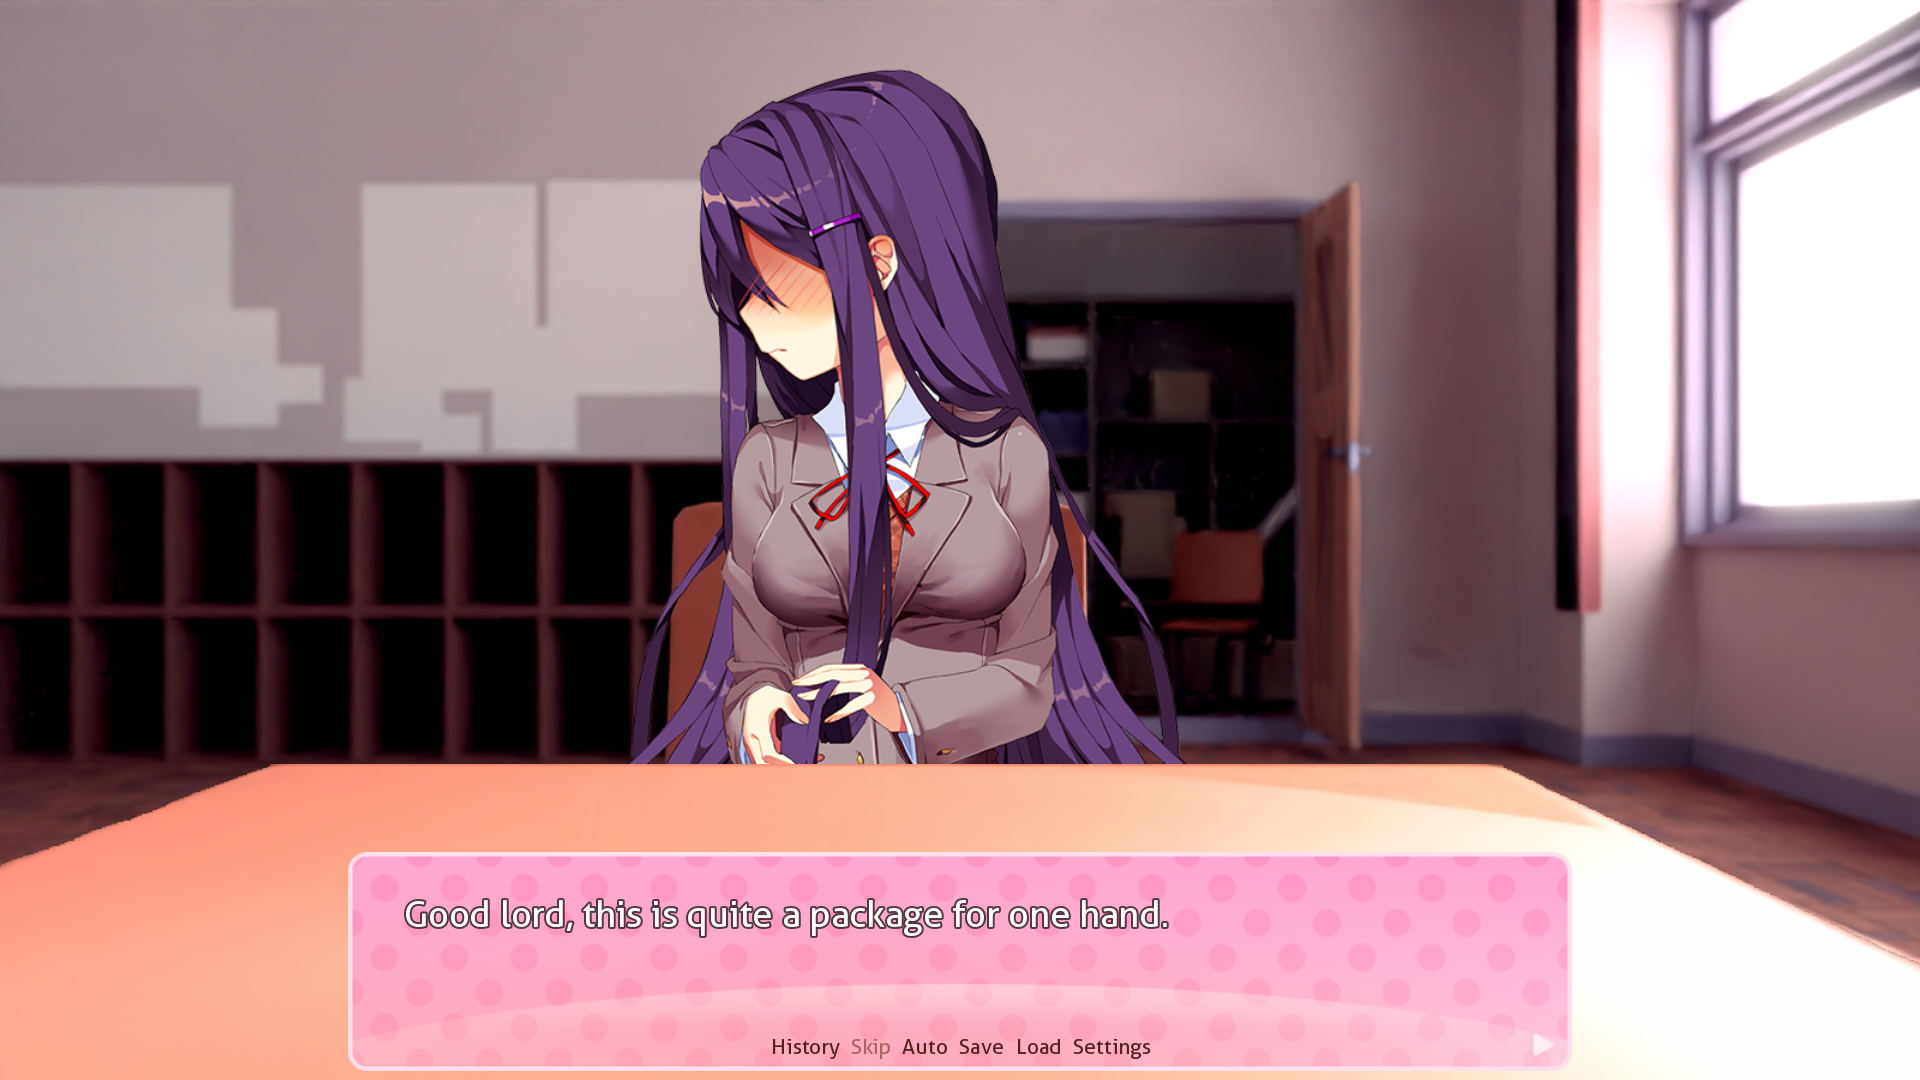 Good lord, this is quite a package for one hand.
History Skip Auto Save Load Settings